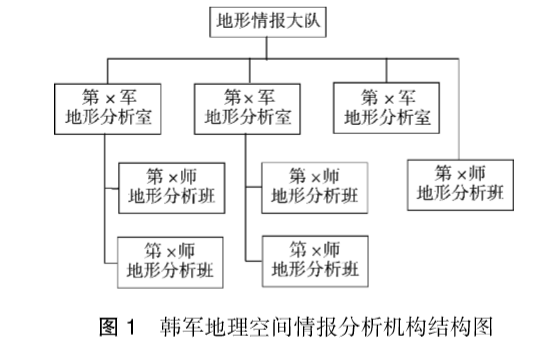 地形情报大队
第×军
地形分析室
第×军
地形分析室
第×军
地形分析室
第×师
地形分析班
第×师
地形分析班
第×师
地形分析班
第×师
地形分析班
第×师
地形分析班
图 1 韩军地理空间情报分析机构结构图